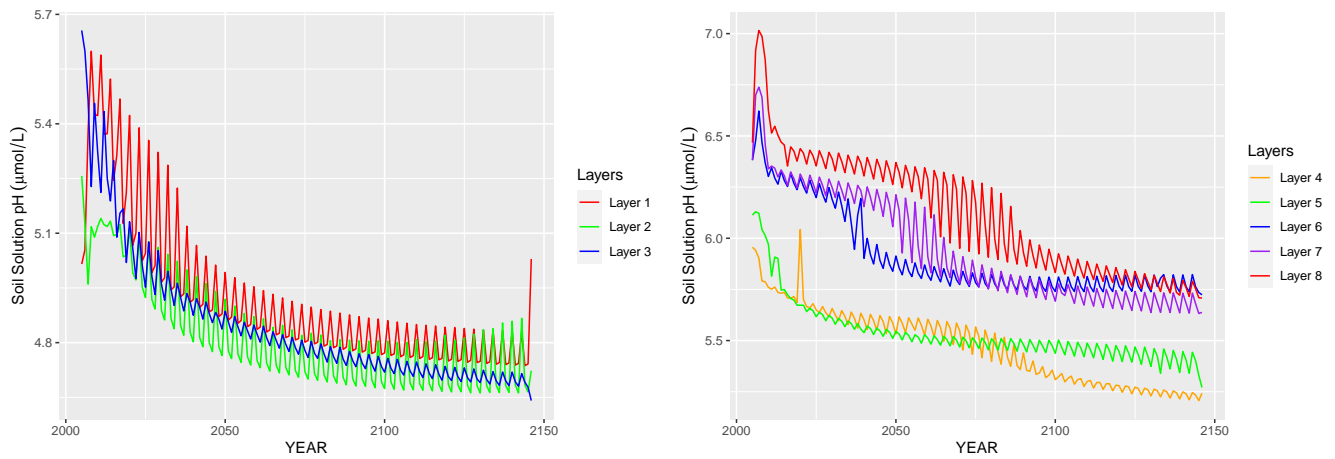 5.7
5.4
5.1
4.8
Soil Solution pH (μmol/L)
2000
2050
2100
2150
YEAR
Layers
Layer 1
Layer 2
Layer 3
7.0
6.5
6.0
5.5
Soil Solution pH (μmol/L)
2000
2050
2100
2150
YEAR
Layers
Layer 4
Layer 5
Layer 6
Layer 7
Layer 8